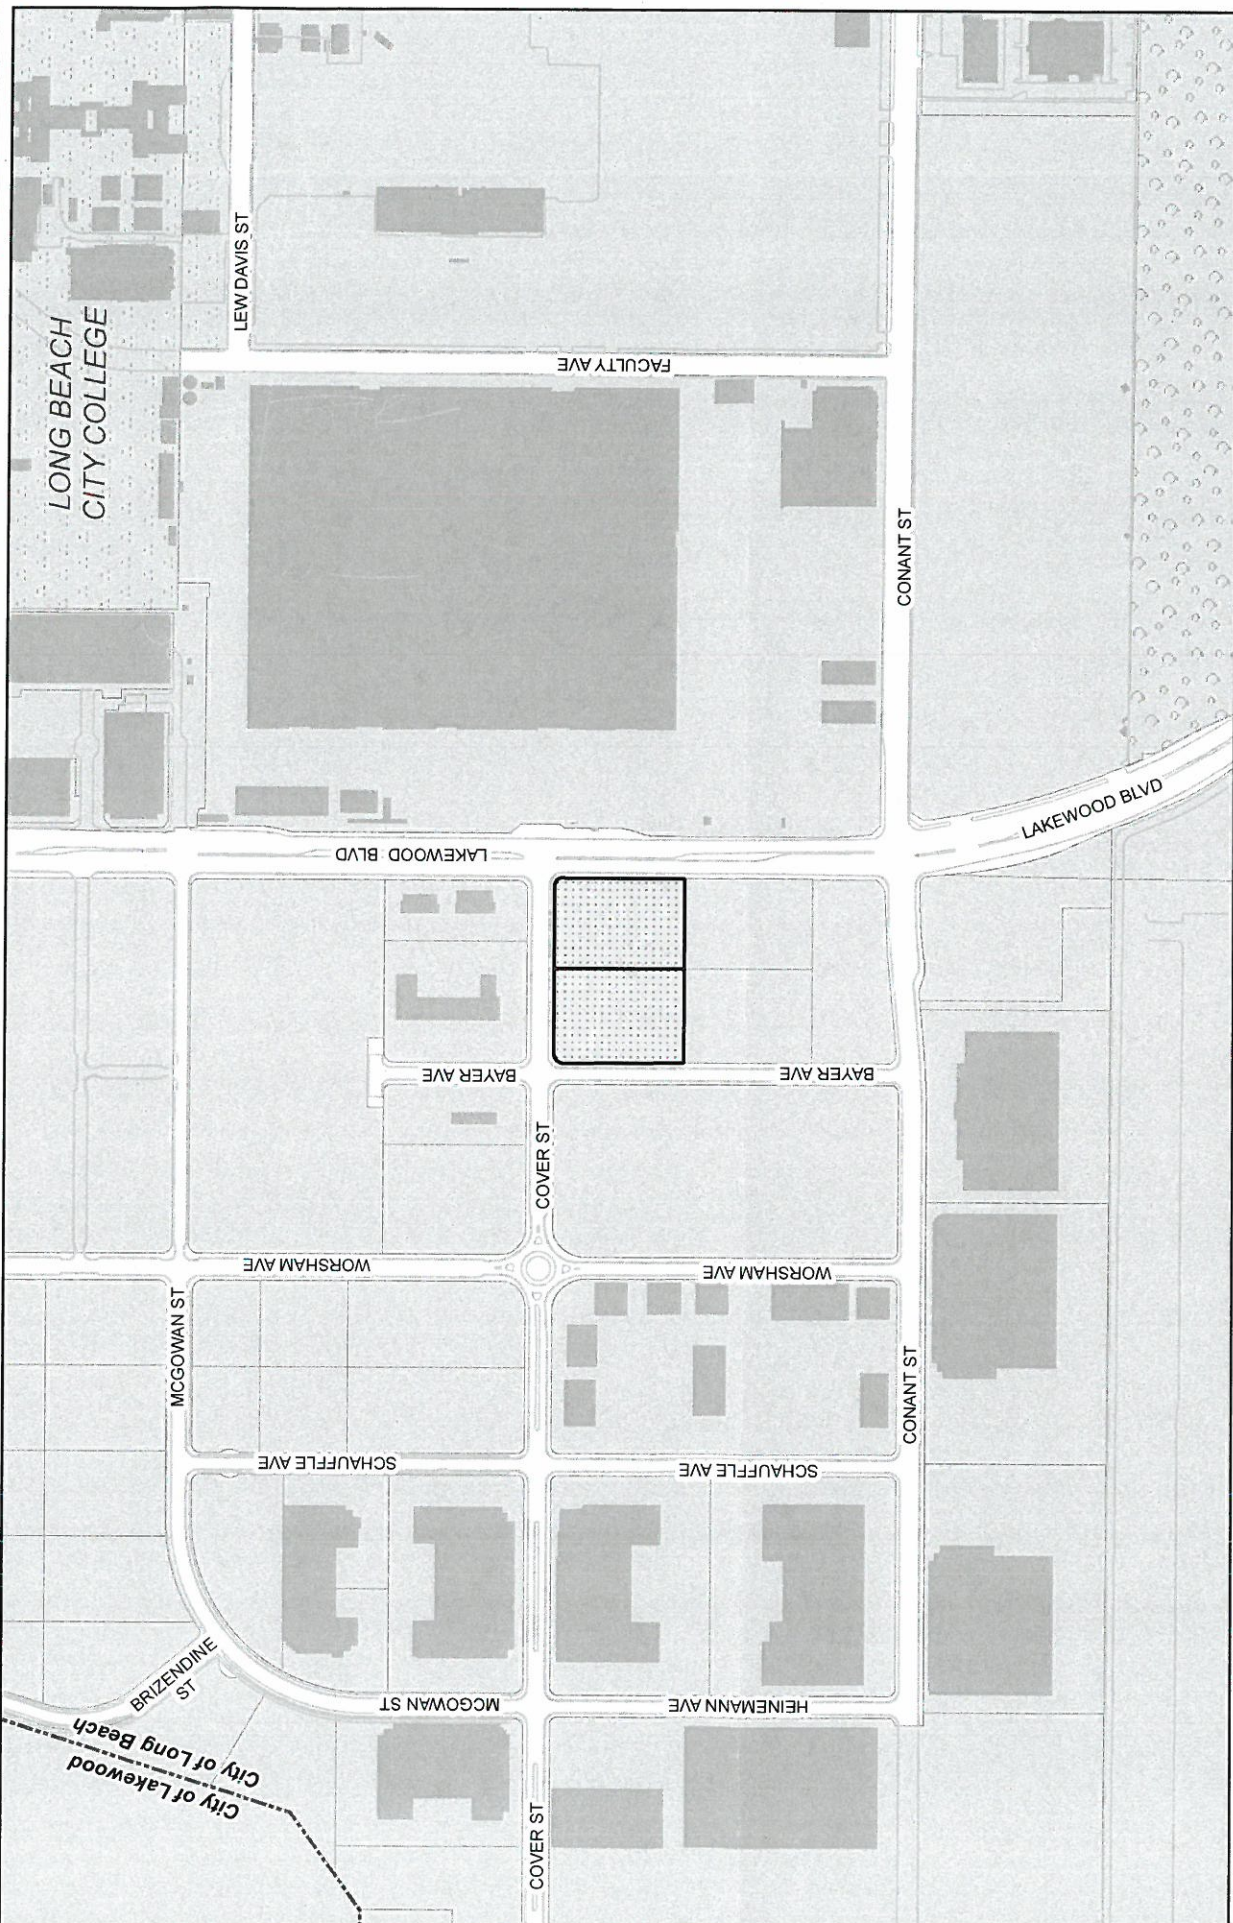 LONG BEACH
CITY COLLEGE
LEW DAVIS ST
FACULTY AVE
CONANT ST
LAKEWOOD BLVD
LAKEWOOD BLVD
BAYER AVE
BAYER AVE
COVER ST
WORSHAM AVE
WORSHAM AVE
MCGOWAN ST
CONANT ST
SCHAUFFLE AVE
SCHAUFFLE AVE
BRIZENDINE
ST
MCGOWAN ST
HEINEMANN AVE
City of Long Beach
City of Lakewood
COVER ST